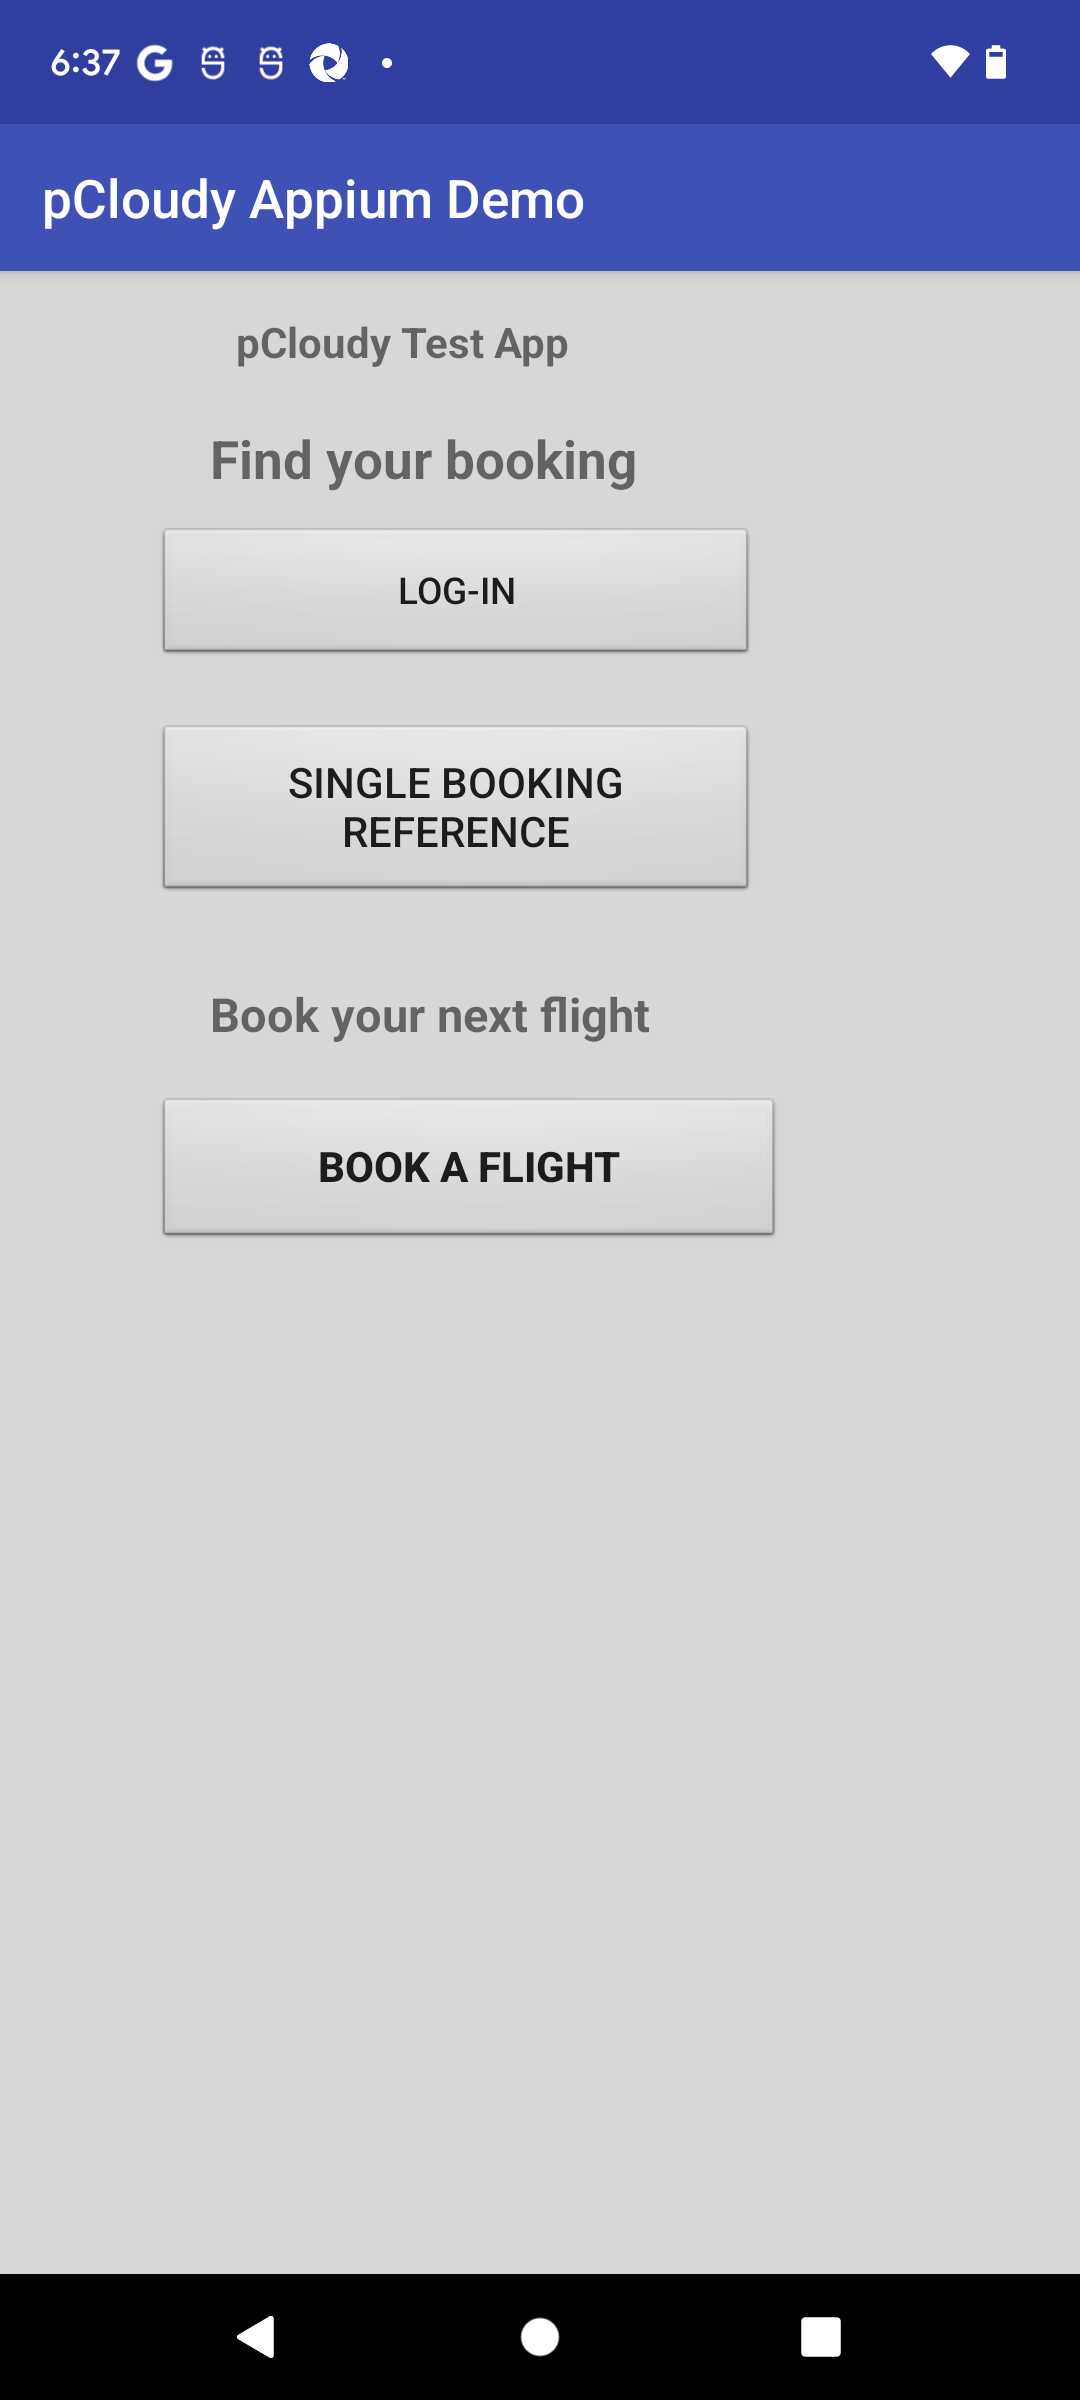 6:37
pCloudy Appium Demo
pCloudy Test App
Find your booking
LOG-IN
SINGLE BOOKING
REFERENCE
Book your next flight
BOOK A FLIGHT